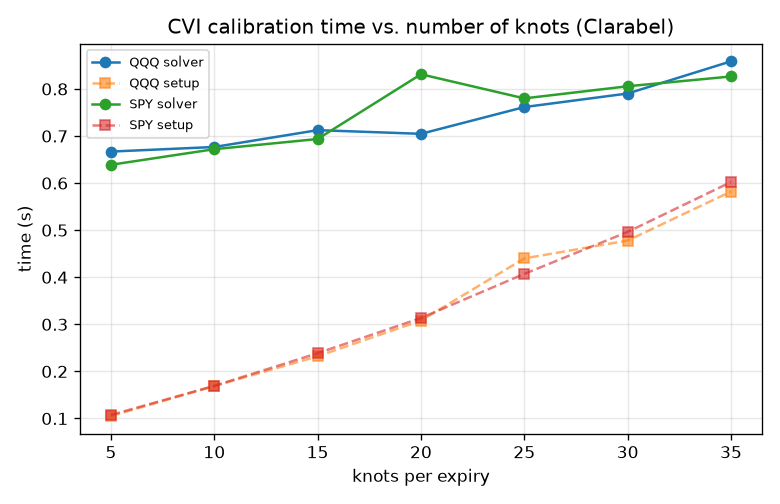 CVI calibration time vs. number of knots (Clarabel)
QQQ solver
QQQ setup
SPY solver
SPY setup
time (s)
0.8
0.7
0.6
0.5
0.4
0.3
0.2
0.1
5 10 15 20 25 30 35
knots per expiry